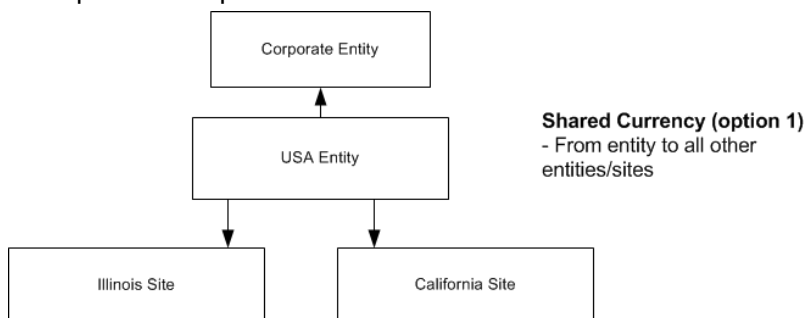 Corporate Entity
Shared Currency (option 1)
- From entity to all other
entities/sites
USA Entity
Illinois Site
California Site